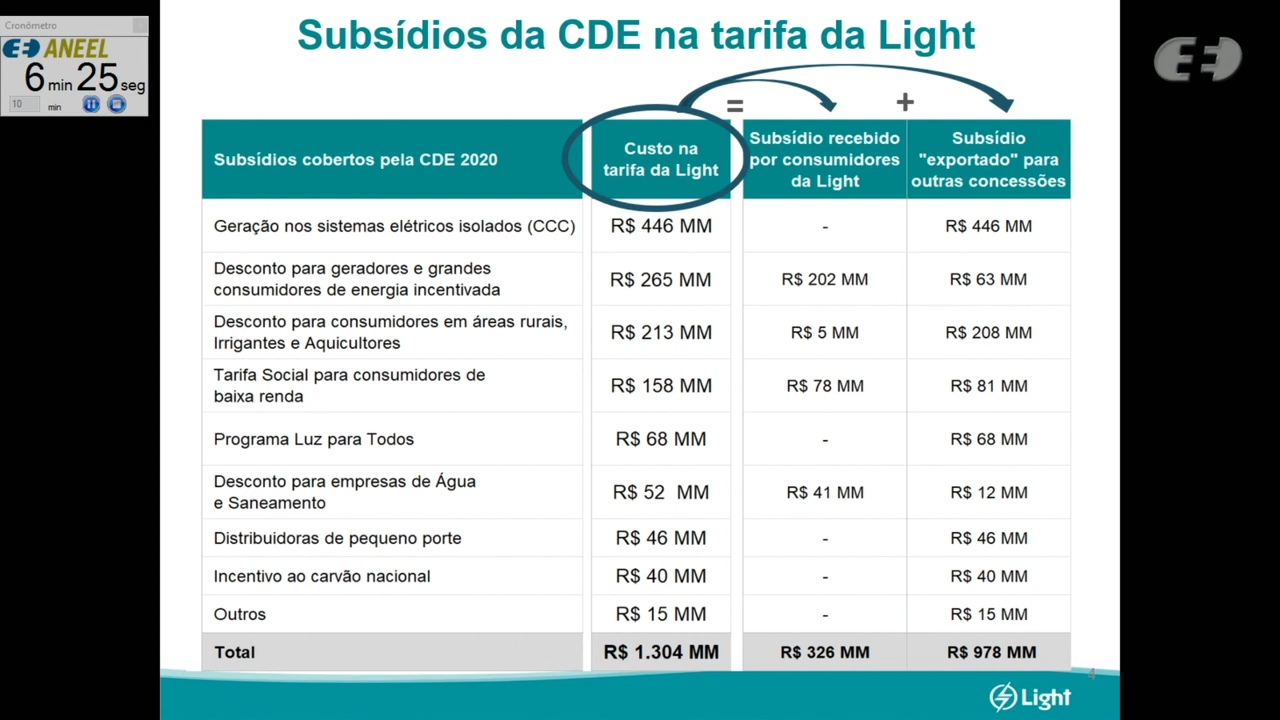 Subsídios da CDE na tarifa da Light
Cronómetro
ANEEL
6 min 25 seg
10 min
= +
Subsídios cobertos pela CDE 2020
Custo na
tarifa da Light
Subsídio recebido
por consumidores
da Light
Subsídio
"exportado" para
outras concessões
Geração nos sistemas elétricos isolados (CCC) R$ 446 MM - R$ 446 MM
Desconto para geradores e grandes
consumidores de energia incentivada
R$ 265 MM R$ 202 MM R$ 63 MM
Desconto para consumidores em áreas rurais,
Irrigantes e Aquicultores
R$ 213 MM R$ 5 MM R$ 208 MM
Tarifa Social para consumidores de
baixa renda
R$ 158 MM R$ 78 MM R$ 81 MM
Programa Luz para Todos R$ 68 MM - R$ 68 MM
Desconto para empresas de Água
e Saneamento
R$ 52 MM R$ 41 MM R$ 12 MM
Distribuidoras de pequeno porte R$ 46 MM - R$ 46 MM
Incentivo ao carvão nacional R$ 40 MM - R$ 40 MM
Outros R$ 15 MM - R$ 15 MM
Total R$ 1.304 MM R$ 326 MM R$ 978 MM
4
Light